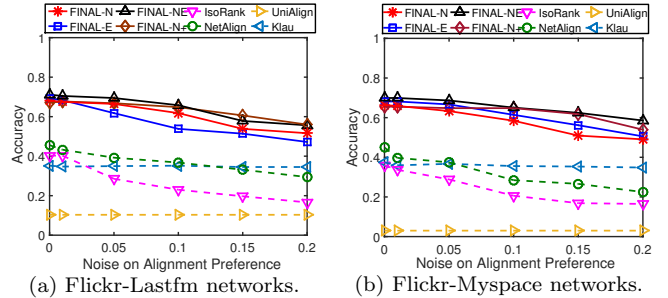 FINAL-N FINAL-NE IsoRank UniAlign
FINAL-E FINAL-N+ NetAlign Klau
1
0.8
0.6
0.4
0.2
0
Accuracy
0 0.05 0.1 0.15 0.2
Noise on Alignment Preference
(a) Flickr-Lastfm networks.
FINAL-N FINAL-NE IsoRank UniAlign
FINAL-E FINAL-N+ NetAlign Klau
1
0.8
0.6
0.4
0.2
0
Accuracy
0 0.05 0.1 0.15 0.2
Noise on Alignment Preference
(b) Flickr-Myspace networks.